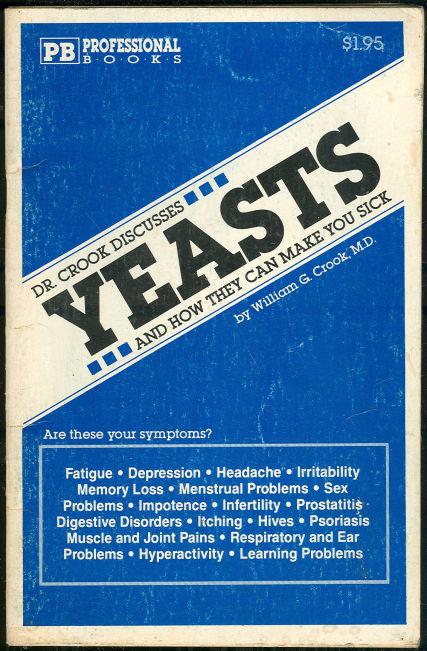 PB PROFESSIONAL
B·O·O·K·S
$1.95
DR. CROOK DISCUSSES
YEASTS
AND HOW THEY CAN MAKE YOU SICK
by William G. Crook, M.D.
Are these your symptoms?
Fatigue • Depression • Headache • Irritability
Memory Loss • Menstrual Problems • Sex
Problems • Impotence • Infertility • Prostatitis
Digestive Disorders • Itching • Hives • Psoriasis
Muscle and Joint Pains • Respiratory and Ear
Problems • Hyperactivity • Learning Problems